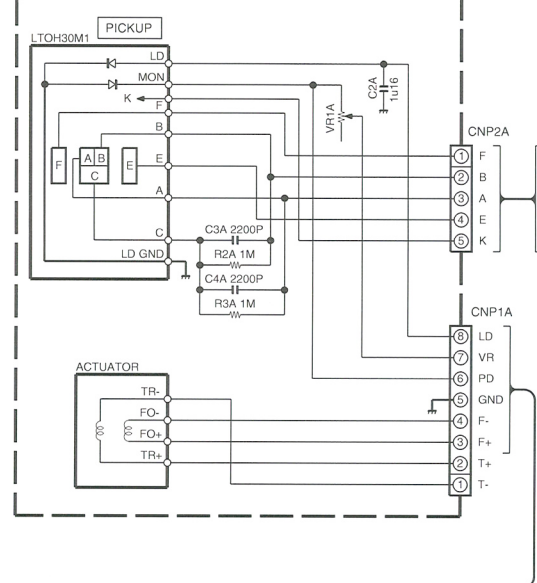 PICKUP
LTOH30M1
LD
MON
K
F
B
E
A
C
LD GND
F
A B
C
E
C2A
1u16
VR1A
C3A 2200P
R2A 1M
C4A 2200P
R3A 1M
CNP2A
1 F
2 B
3 A
4 E
5 K
CNP1A
8 LD
7 VR
6 PD
5 GND
4 F-
3 F+
2 T+
1 T-
ACTUATOR
TR-
FO-
FO+
TR+